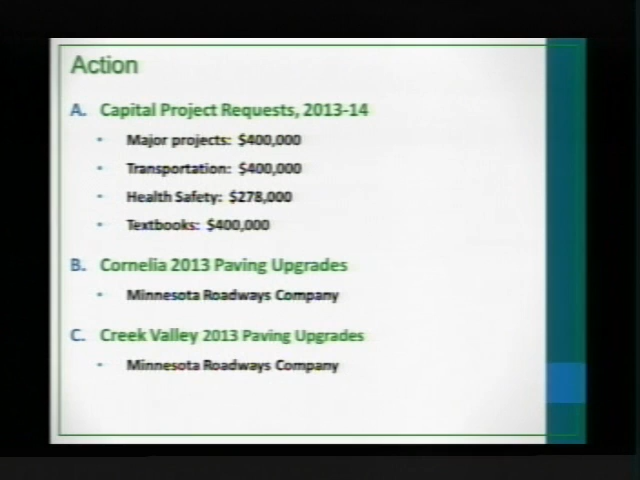 Action
A. Capital Project Requests, 2013-14
• Major projects: $400,000
• Transportation: $400,000
• Health Safety: $278,000
• Textbooks: $400,000
B. Cornelia 2013 Paving Upgrades
• Minnesota Roadways Company
C. Creek Valley 2013 Paving Upgrades
• Minnesota Roadways Company